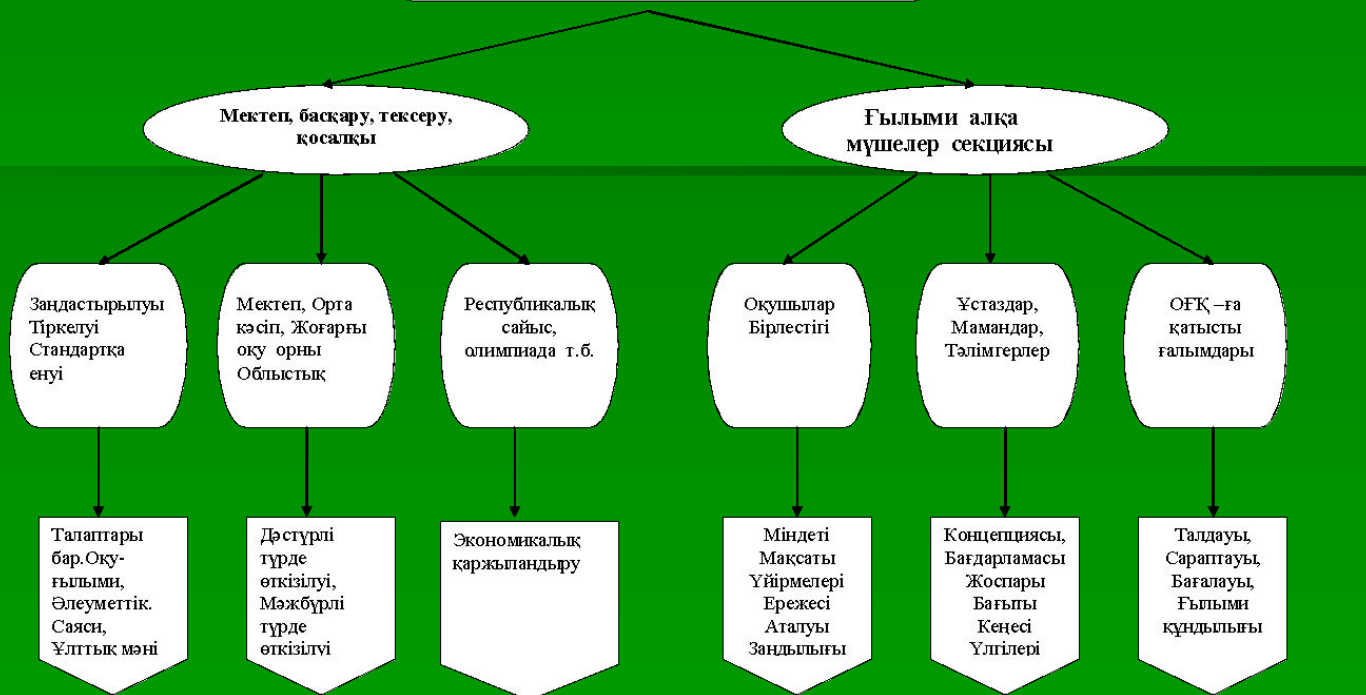 Мектеп, басқару, тексеру,
қосалқы
Ғылыми алқа
мүшелер секциясы
Заңдастырылуы
Тіркелуі
Стандартқа
енуі
Мектеп, Орта
кәсіп, Жоғарғы
оқу орны
Облыстық
Республикалық
сайыс,
олимпиада т.б.
Оқушылар
Бірлестігі
Ұстаздар,
Мамандар,
Тәлімгерлер
ОҒҚ –ға
қатысты
ғалымдары
Талаптары
бар.Оқу-
ғылыми,
Әлеуметтік.
Саяси,
Ұлттық мәні
Дәстүрлі
түрде
өткізілуі,
Мәжбүрлі
түрде
өткізілуі
Экономикалық
қаржыландыру
Міндеті
Мақсаты
Үйірмелері
Ережесі
Аталуы
Заңдылығы
Концепциясы,
Бағдарламасы
Жоспары
Бағыты
Кеңесі
Үлгілері
Талдауы,
Сараптауы,
Бағалауы,
Ғылыми
құндылығы